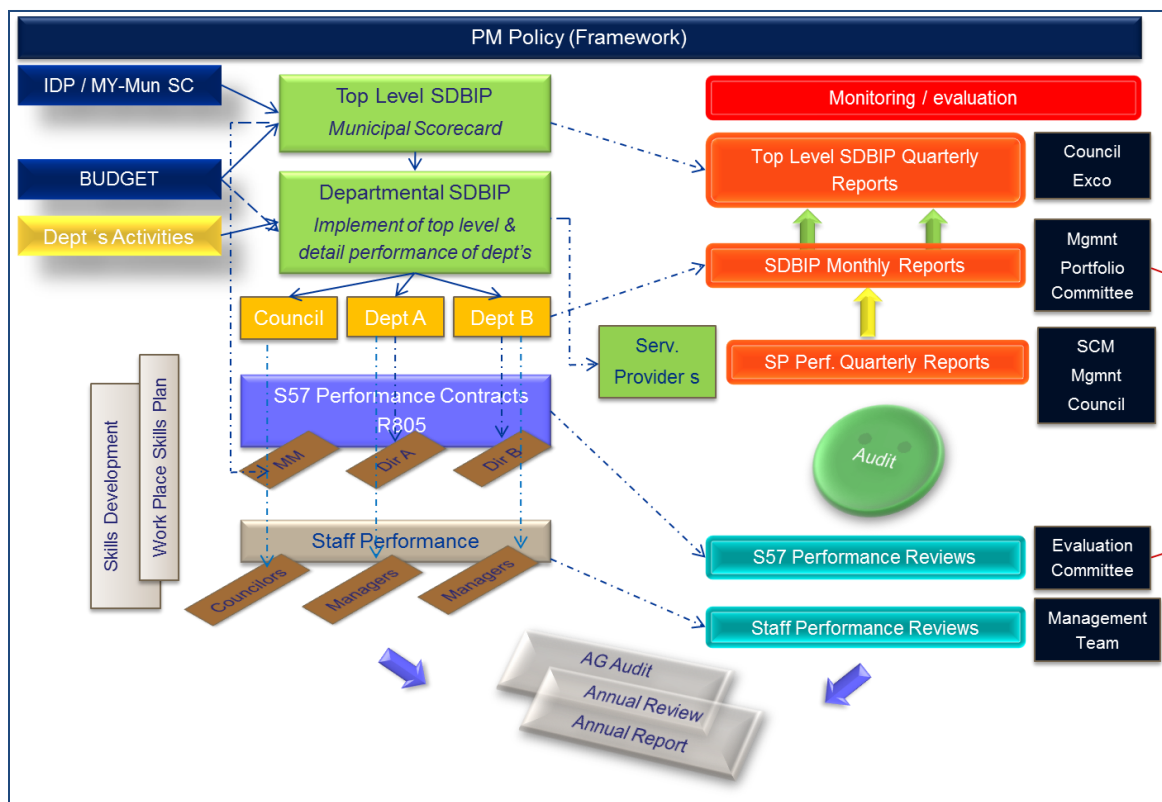 PM Policy (Framework)
IDP / MY-Mun SC
BUDGET
Dept ‘s Activities
Top Level SDBIP
Municipal Scorecard
Departmental SDBIP
Implement of top level &
detail performance of dept's
Council
Dept A
Dept B
Serv.
Provider s
S57 Performance Contracts
R805
MM
Dir A
Dir B
Staff Performance
Councilors
Managers
Managers
Skills Development
Work Place Skills Plan
Monitoring / evaluation
Top Level SDBIP Quarterly
Reports
Council
Exco
SDBIP Monthly Reports
Mgmnt
Portfolio
Committee
SP Perf. Quarterly Reports
SCM
Mgmnt
Council
Audit
S57 Performance Reviews
Evaluation
Committee
Staff Performance Reviews
Management
Team
AG Audit
Annual Review
Annual Report